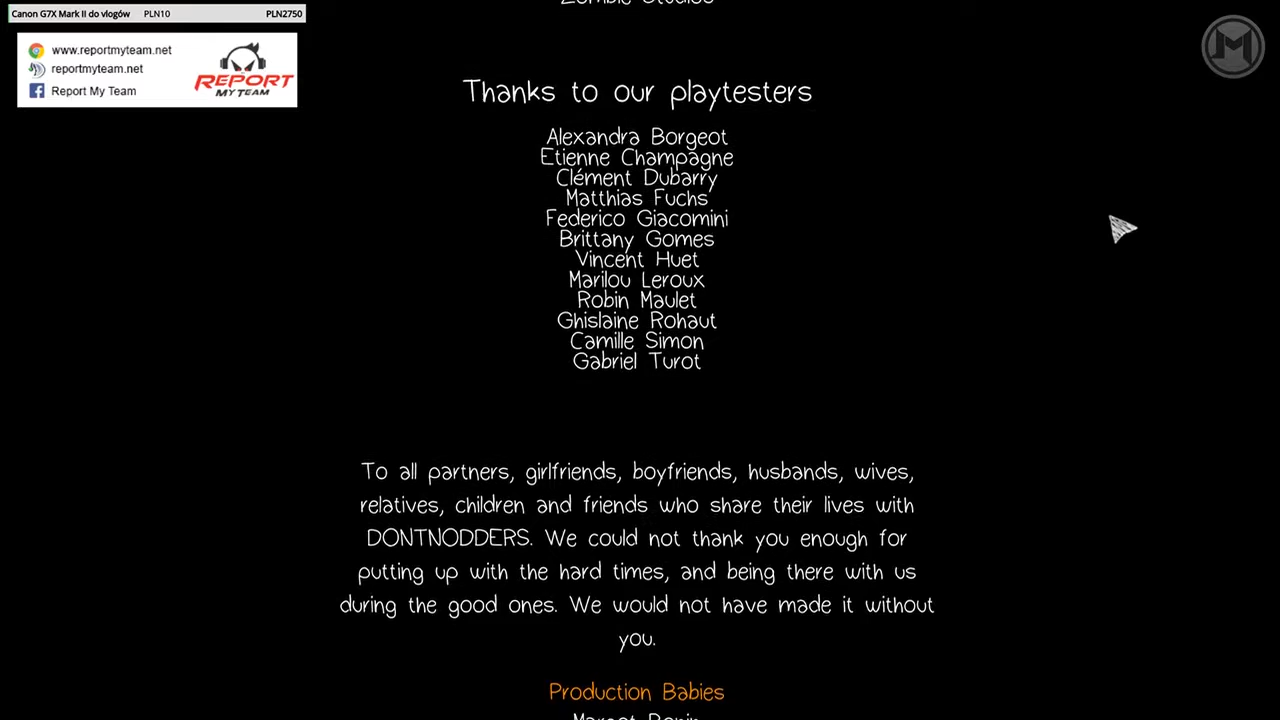 Canon G7X Mark II do vlogów PLN10 PLN2750
www.reportmyteam.net
reportmyteam.net
Report My Team
REPORT
MY TEAM
Zombie Studios
Thanks to our playtesters
Alexandra Borgeot
Etienne Champagne
Clément Dubarry
Matthias Fuchs
Federico Giacomini
Brittany Gomes
Vincent Huet
Marilou Leroux
Robin Maulet
Ghislaine Rohaut
Camille Simon
Gabriel Turot
To all partners, girlfriends, boyfriends, husbands, wives,
relatives, children and friends who share their lives with
DONTNODDERS. We could not thank you enough for
putting up with the hard times, and being there with us
during the good ones. We would not have made it without
you.
Production Babies